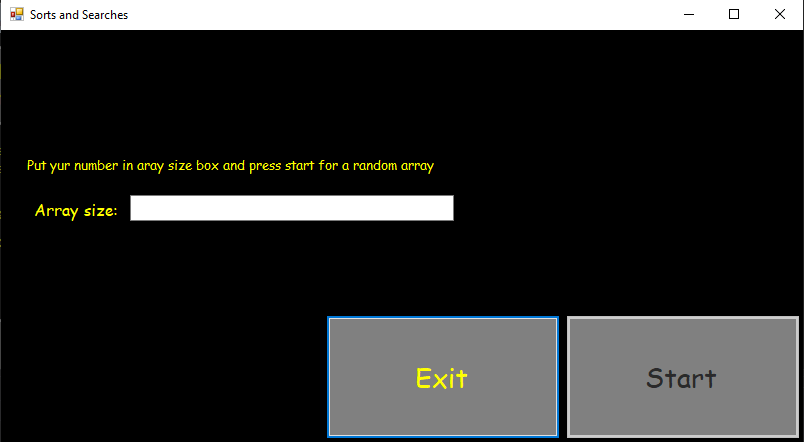 Sorts and Searches
Put yur number in aray size box and press start for a random array
Array size:
Exit
Start